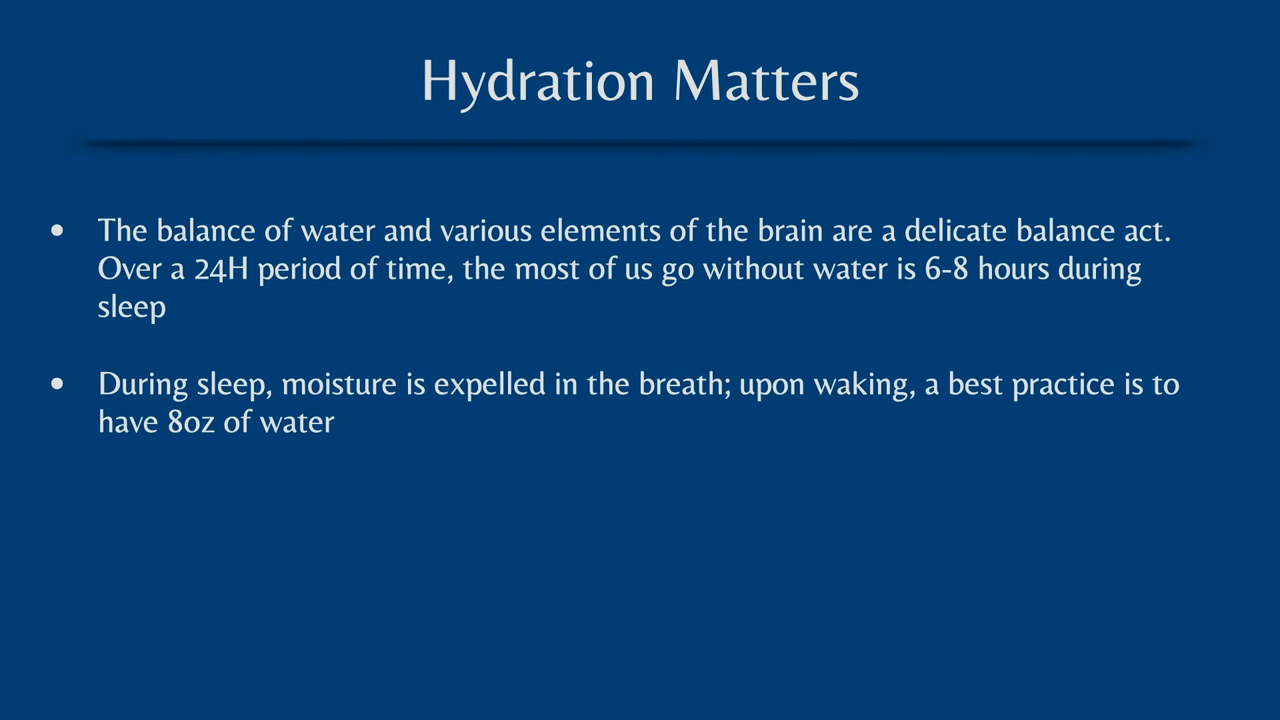 Hydration Matters
• The balance of water and various elements of the brain are a delicate balance act.
Over a 24H period of time, the most of us go without water is 6-8 hours during
sleep
• During sleep, moisture is expelled in the breath; upon waking, a best practice is to
have 8oz of water